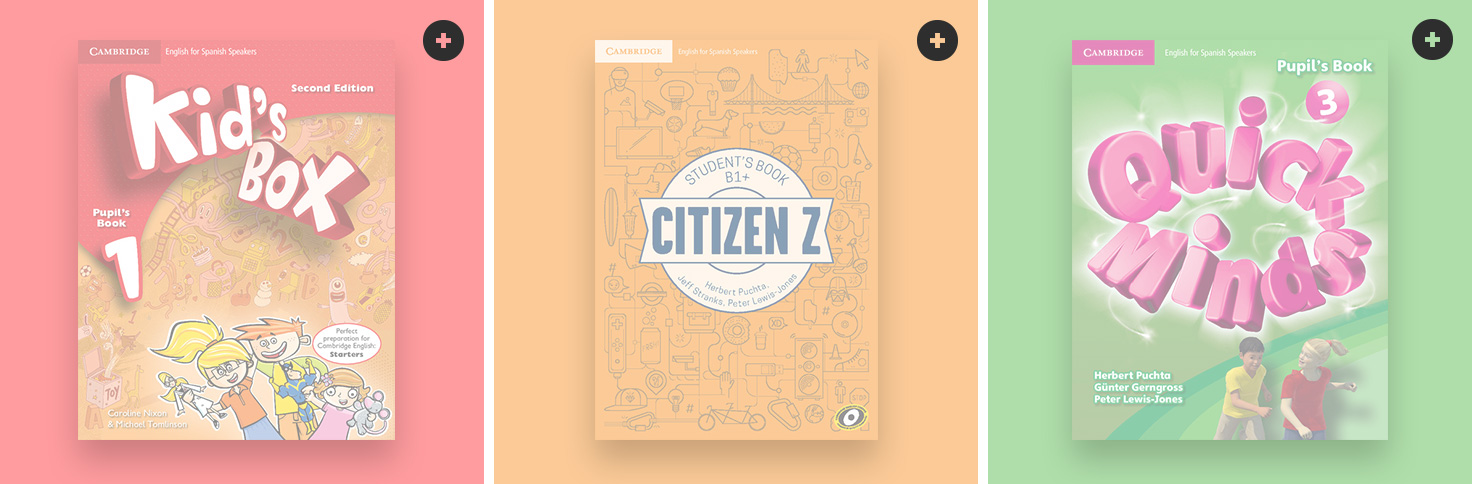 CAMBRIDGE English for Spanish Speakers
Second Edition
Kid's
BOX
Pupil's
Book
1
Perfect
preparation for
Cambridge English:
Starters
TOY
Caroline Nixon
& Michael Tomlinson
CAMBRIDGE English for Spanish Speakers
STUDENT'S BOOK
B1+
CITIZEN Z
Herbert Puchta,
Jeff Stranks, Peter Lewis-Jones
CAMBRIDGE English for Spanish Speakers
Pupil's Book
3
Quick
Minds
Herbert Puchta
Günter Gerngross
Peter Lewis-Jones